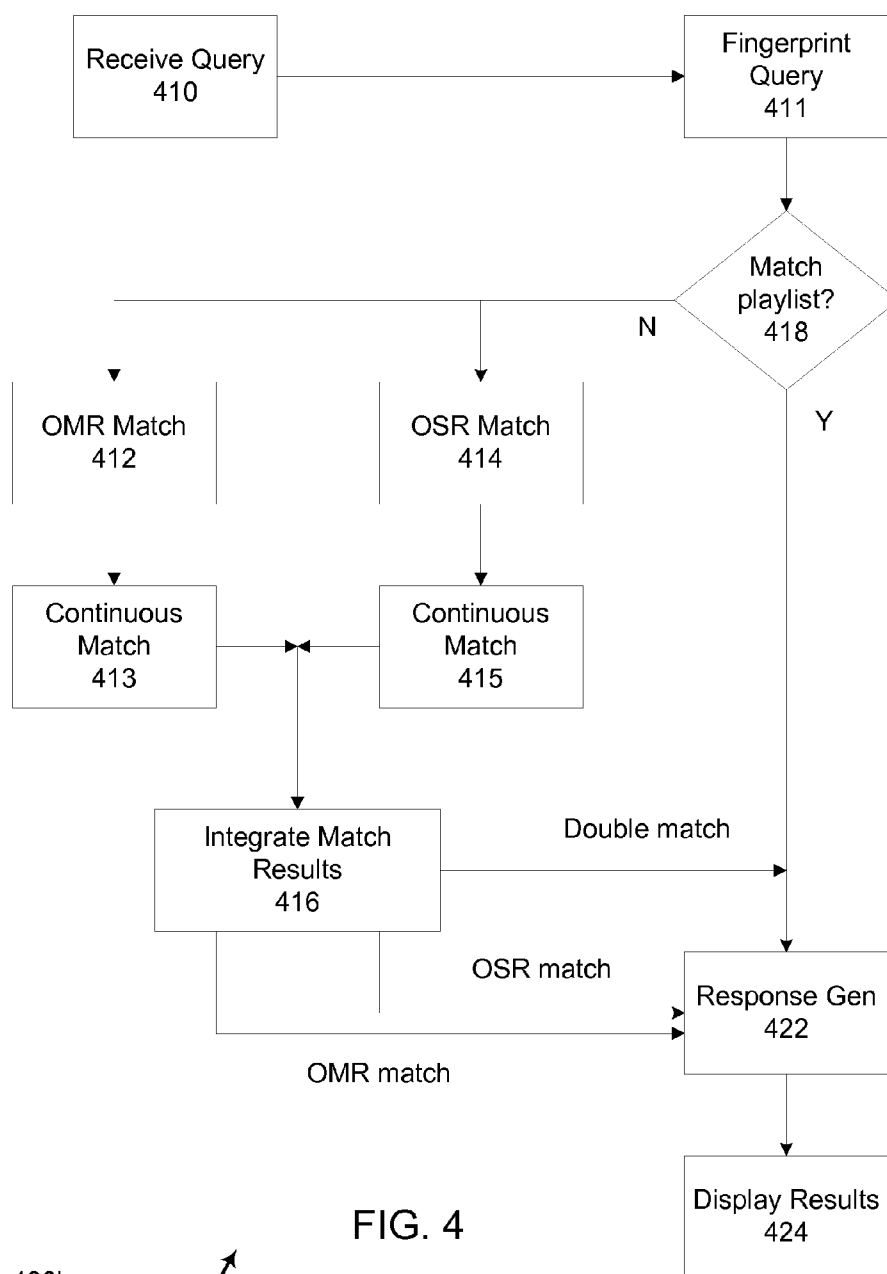 Receive Query
410
Fingerprint
Query
411
Match
playlist?
418
N
Y
OMR Match
412
OSR Match
414
Continuous
Match
413
Continuous
Match
415
Integrate Match
Results
416
Double match
OSR match
OMR match
Response Gen
422
Display Results
424
FIG. 4